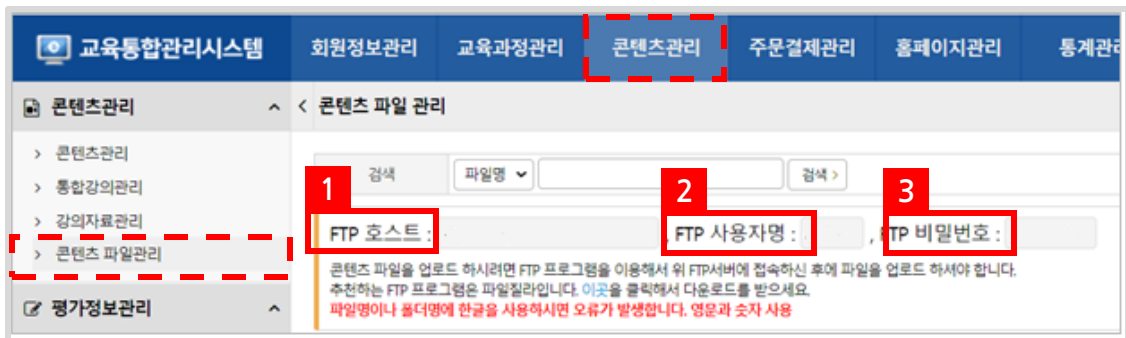 교육통합관리시스템 회원정보관리 교육과정관리 콘텐츠관리 주문결제관리 홈페이지관리 통계관리
콘텐츠관리 < 콘텐츠 파일 관리
> 콘텐츠관리
> 통합강의관리
> 강의자료관리
> 콘텐츠 파일관리
평가정보관리
검색 파일명 검색 >
1 2 3
FTP 호스트 : , FTP 사용자명 : , FTP 비밀번호 :
콘텐츠 파일을 업로드 하시려면 FTP 프로그램을 이용해서 위 FTP서버에 접속하신 후에 파일을 업로드 하셔야 합니다.
추천하는 FTP 프로그램은 파일질라입니다. 이곳을 클릭해서 다운로드를 받으세요.
파일명이나 폴더명에 한글을 사용하시면 오류가 발생합니다. 영문과 숫자 사용